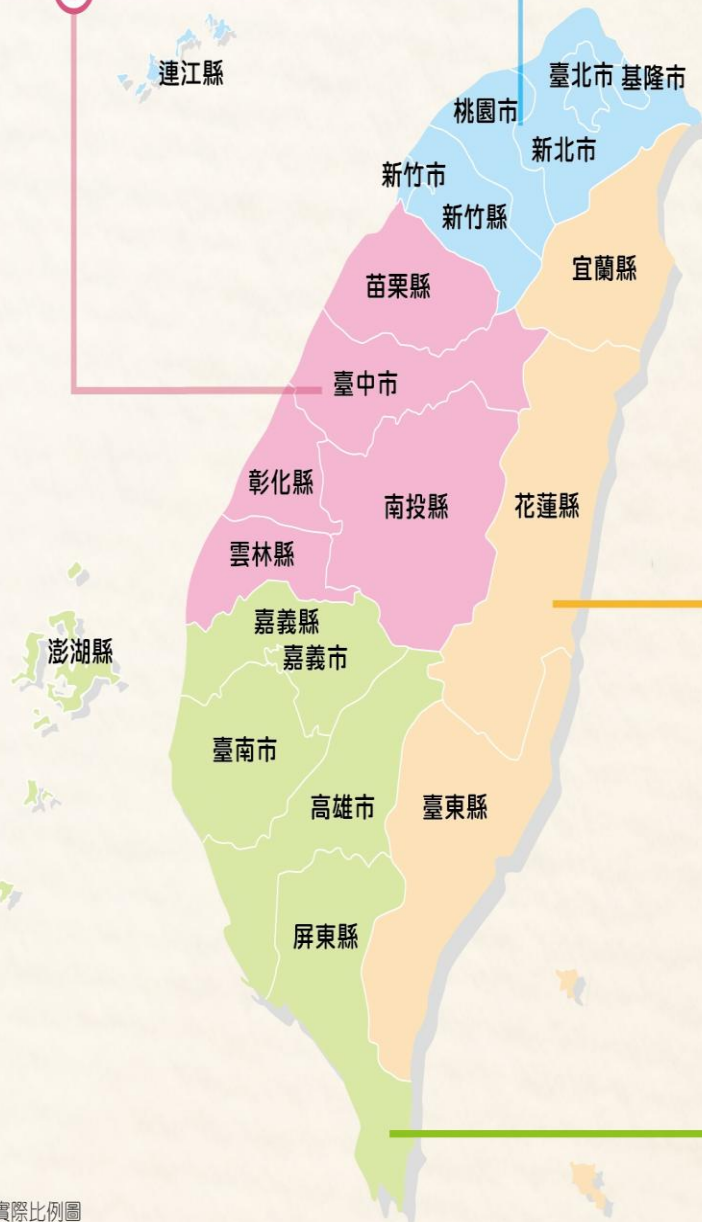 連江縣
臺北市
基隆市
桃園市
新北市
新竹市
新竹縣
宜蘭縣
苗栗縣
臺中市
彰化縣
南投縣
花蓮縣
雲林縣
嘉義縣
嘉義市
澎湖縣
臺南市
高雄市
臺東縣
屏東縣
實際比例圖